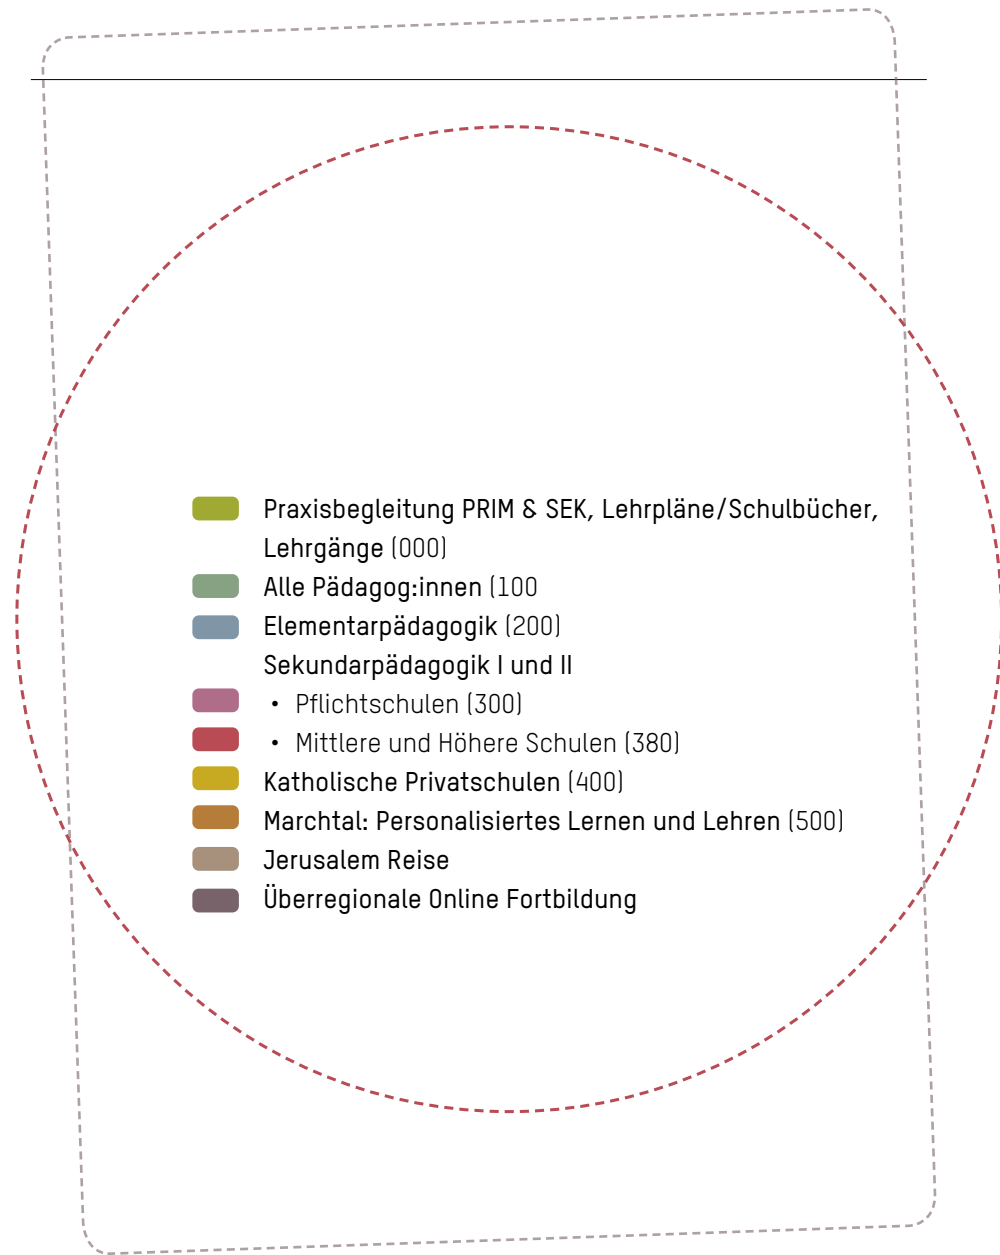 Praxisbegleitung PRIM & SEK, Lehrpläne/Schulbücher,
Lehrgänge (000)
Alle Pädagog:innen (100
Elementarpädagogik (200)
Sekundarpädagogik I und II
• Pflichtschulen (300)
• Mittlere und Höhere Schulen (380)
Katholische Privatschulen (400)
Marchtal: Personalisiertes Lernen und Lehren (500)
Jerusalem Reise
Überregionale Online Fortbildung